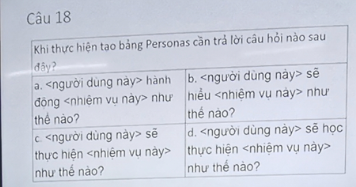 Câu 18
Khi thực hiện tạo bảng Personas cần trả lời câu hỏi nào sau
đây?
a. <người dùng này> hành
động <nhiệm vụ này> như
thế nào?
b. <người dùng này> sẽ
hiểu <nhiệm vụ này> như
thế nào?
c. <người dùng này> sẽ
thực hiện <nhiệm vụ này>
như thế nào?
d. <người dùng này> sẽ học
thực hiện <nhiệm vụ này>
như thế nào?